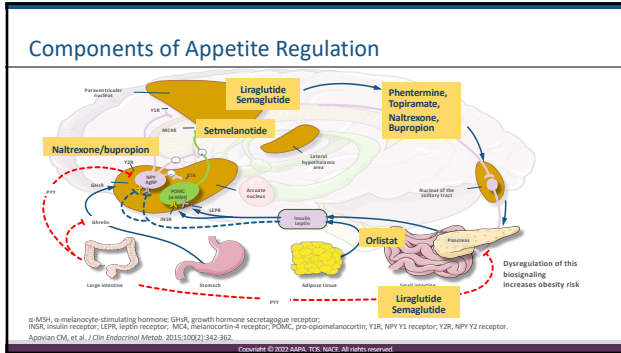 Components of Appetite Regulation
Paraventricular
nucleus
Liraglutide
Semaglutide
Phentermine,
Topiramate,
Naltrexone,
Bupropion
Y1R
MC4R
Setmelanotide
Naltrexone/bupropion
Lateral
hypothalamic
area
Y2R
NPY
AgRP
Y1R
GHsR
POMC
(α-MSH)
Arcuate
nucleus
Nucleus of the
solitary tract
PYY
LEPR
INSR
Insulin
Leptin
Ghrelin
Orlistat
Pancreas
Dysregulation of this
biosignaling
increases obesity risk
Large intestine
Stomach
Adipose tissue
Liraglutide
Semaglutide
PYY
α-MSH, α-melanocyte-stimulating hormone; GHsR, growth hormone secretagogue receptor;
INSR, insulin receptor; LEPR, leptin receptor; MC4, melanocortin-4 receptor; POMC, pro-opiomelanocortin; Y1R, NPY Y1 receptor; Y2R, NPY Y2 receptor.
Apovian CM, et al. J Clin Endocrinol Metab. 2015;100(2):342-362.
Copyright © 2022 AAPA, TOS, NACE. All rights reserved.